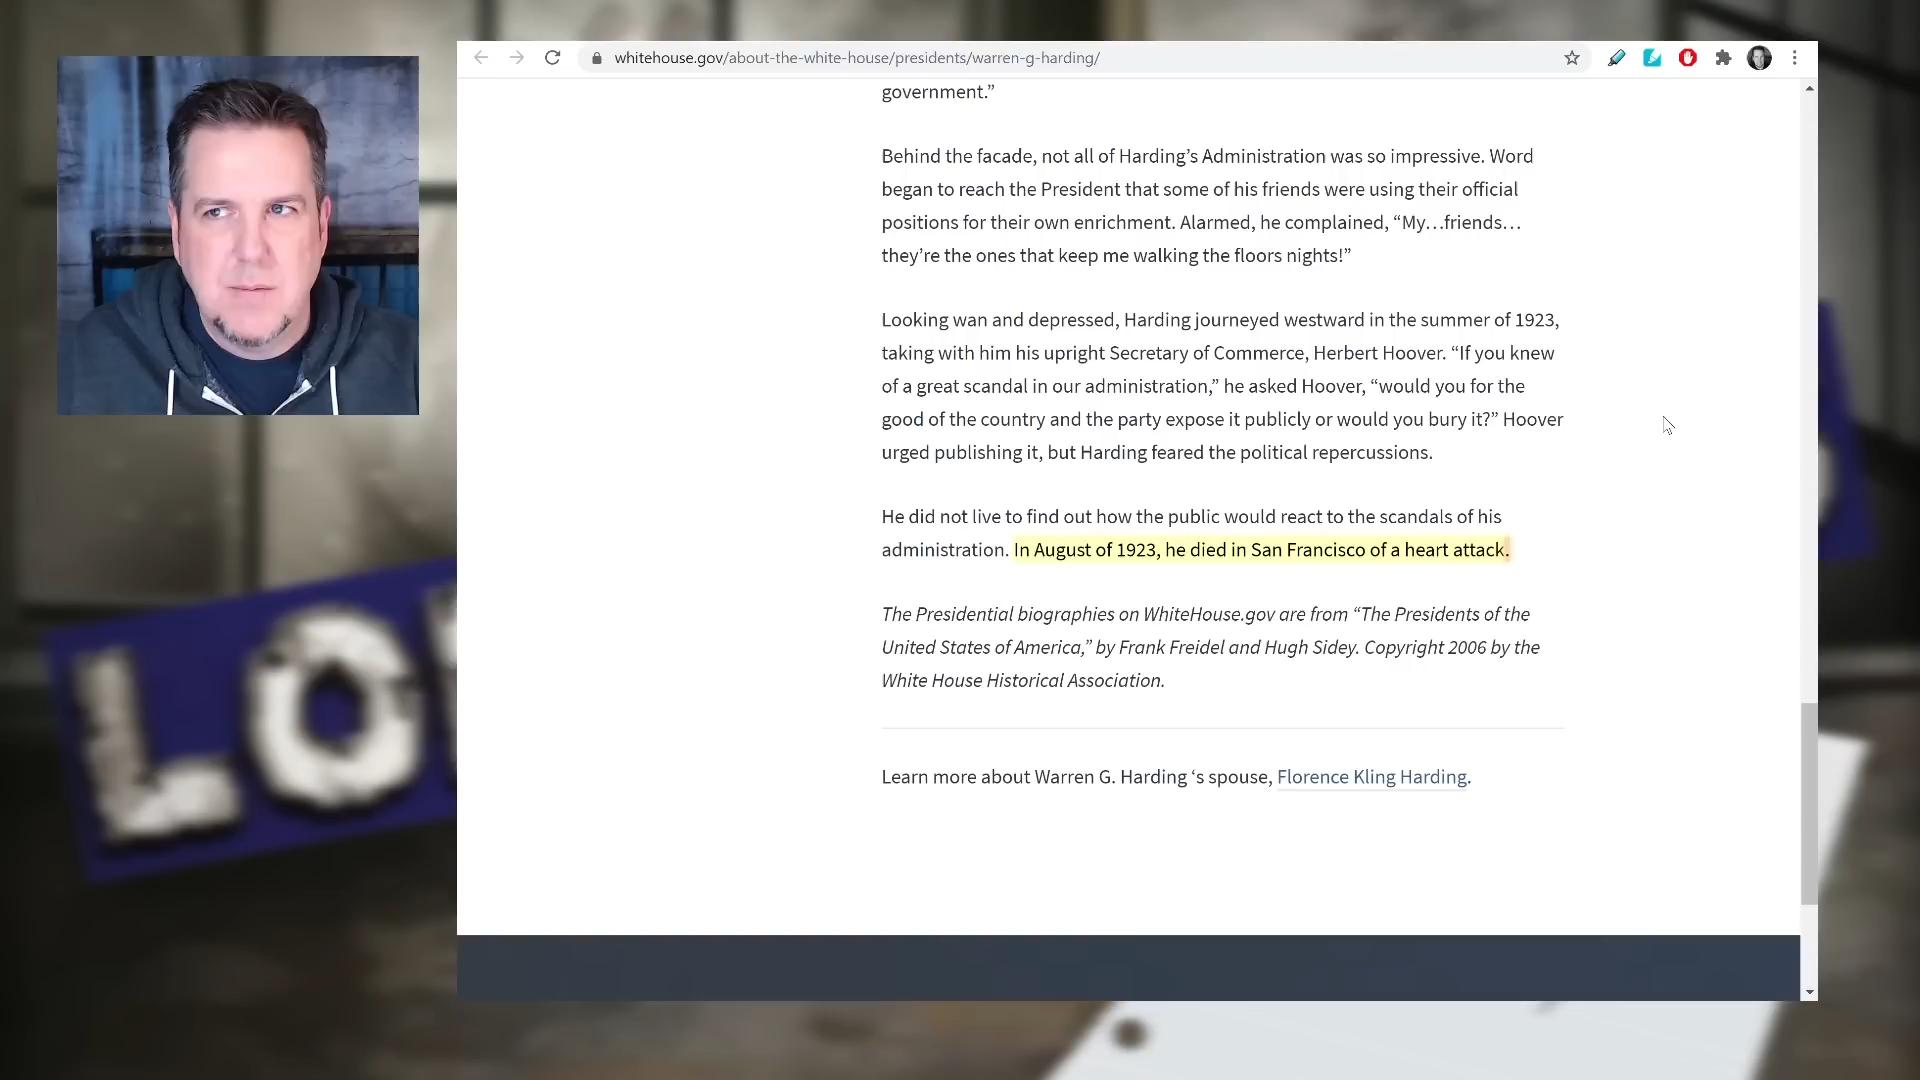 whitehouse.gov/about-the-white-house/presidents/warren-g-harding/
government.”
Behind the facade, not all of Harding’s Administration was so impressive. Word
began to reach the President that some of his friends were using their official
positions for their own enrichment. Alarmed, he complained, “My…friends…
they’re the ones that keep me walking the floors nights!”
Looking wan and depressed, Harding journeyed westward in the summer of 1923,
taking with him his upright Secretary of Commerce, Herbert Hoover. “If you knew
of a great scandal in our administration,” he asked Hoover, “would you for the
good of the country and the party expose it publicly or would you bury it?” Hoover
urged publishing it, but Harding feared the political repercussions.
He did not live to find out how the public would react to the scandals of his
administration. In August of 1923, he died in San Francisco of a heart attack.
The Presidential biographies on WhiteHouse.gov are from “The Presidents of the
United States of America,” by Frank Freidel and Hugh Sidey. Copyright 2006 by the
White House Historical Association.
Learn more about Warren G. Harding ‘s spouse, Florence Kling Harding.